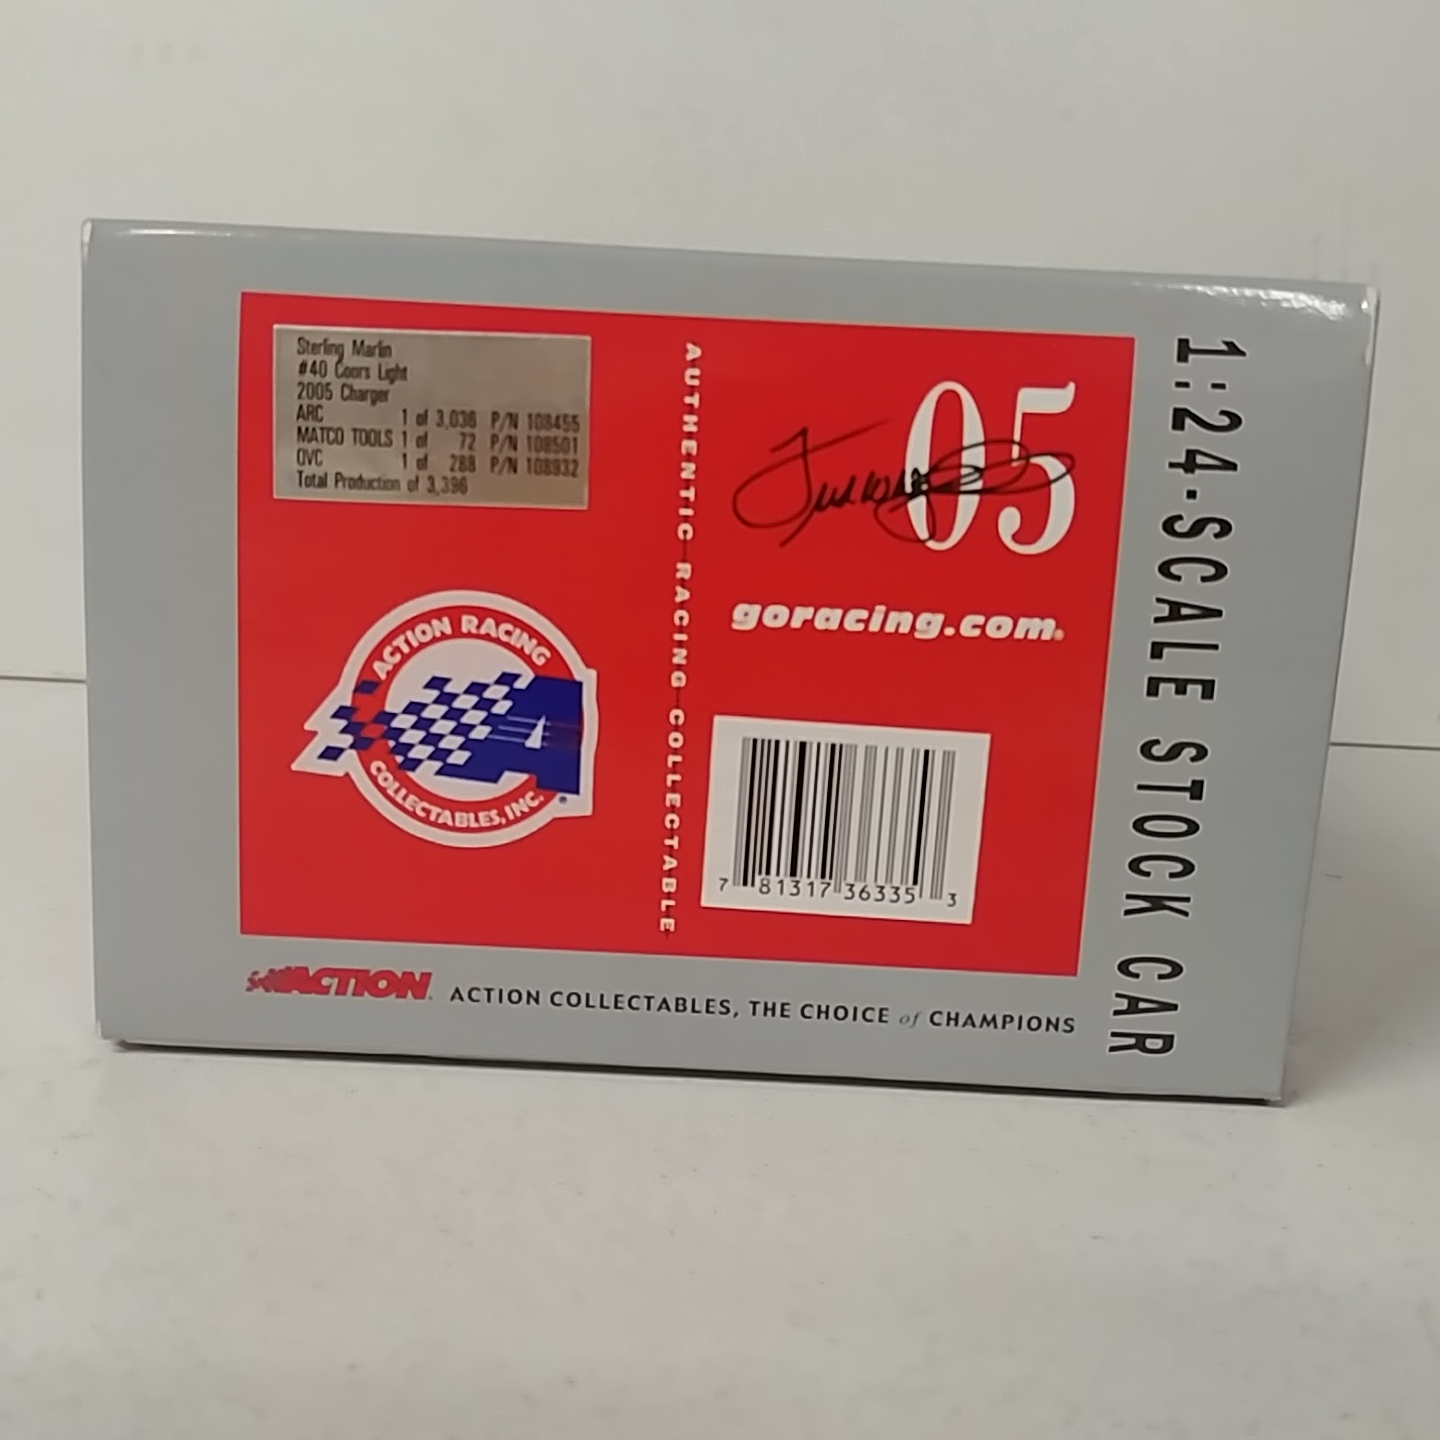 Sterling Marlin
#40 Coors Light
2005 Charger
ARC 1 of 3,036 P/N 108455
MATCO TOOLS 1 of 72 P/N 108501
QVC 1 of 288 P/N 108932
Total Production of 3,396
ACTION RACING
COLLECTABLES, INC.
AUTHENTIC RACING COLLECTABLE
05
goracing.com
7 81317 36335 3
1:24-SCALE STOCK CAR
ACTION
ACTION COLLECTABLES, THE CHOICE of CHAMPIONS